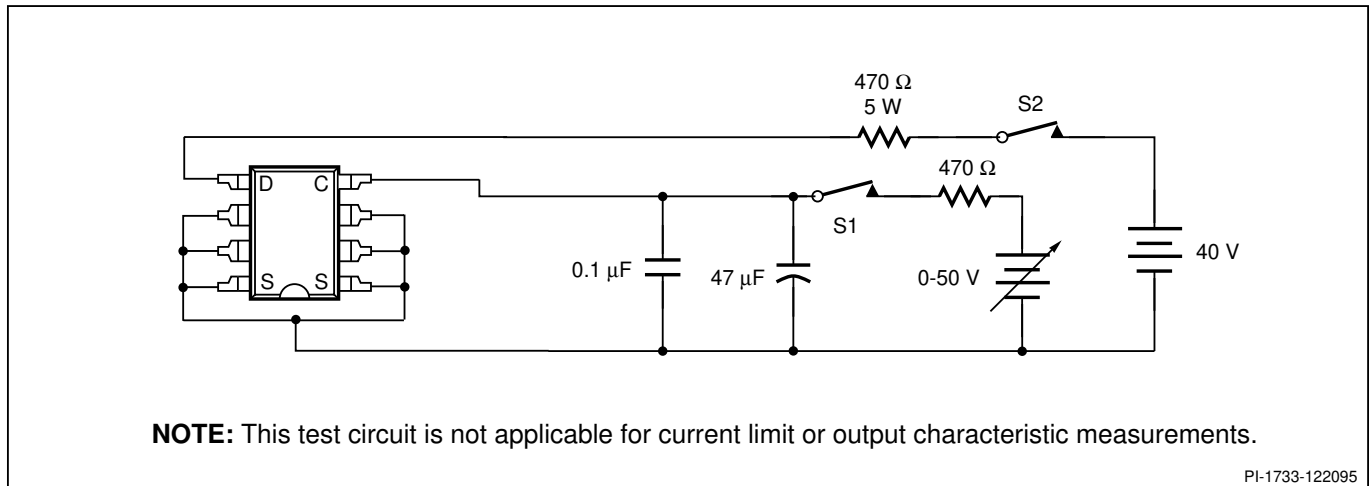 470 Ω
5 W
S2
D
C
470 Ω
S1
0.1 μF
47 μF
0-50 V
40 V
S
S
NOTE: This test circuit is not applicable for current limit or output characteristic measurements.
PI-1733-122095